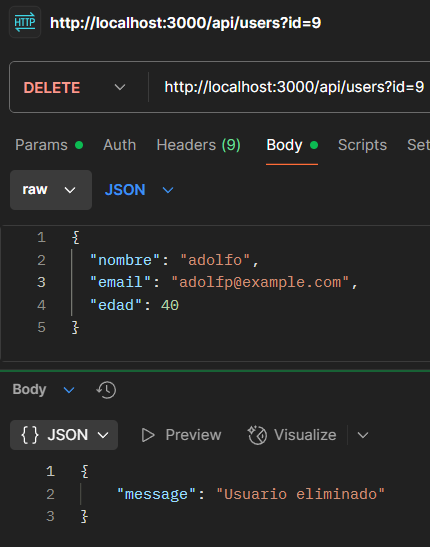 HTTP http://localhost:3000/api/users?id=9
DELETE http://localhost:3000/api/users?id=9
Params Auth Headers (9) Body Scripts Set
raw JSON
1 {
2 "nombre": "adolfo",
3 "email": "adolfp@example.com",
4 "edad": 40
5 }
Body
{} JSON Preview Visualize
1 {
2 "message": "Usuario eliminado"
3 }